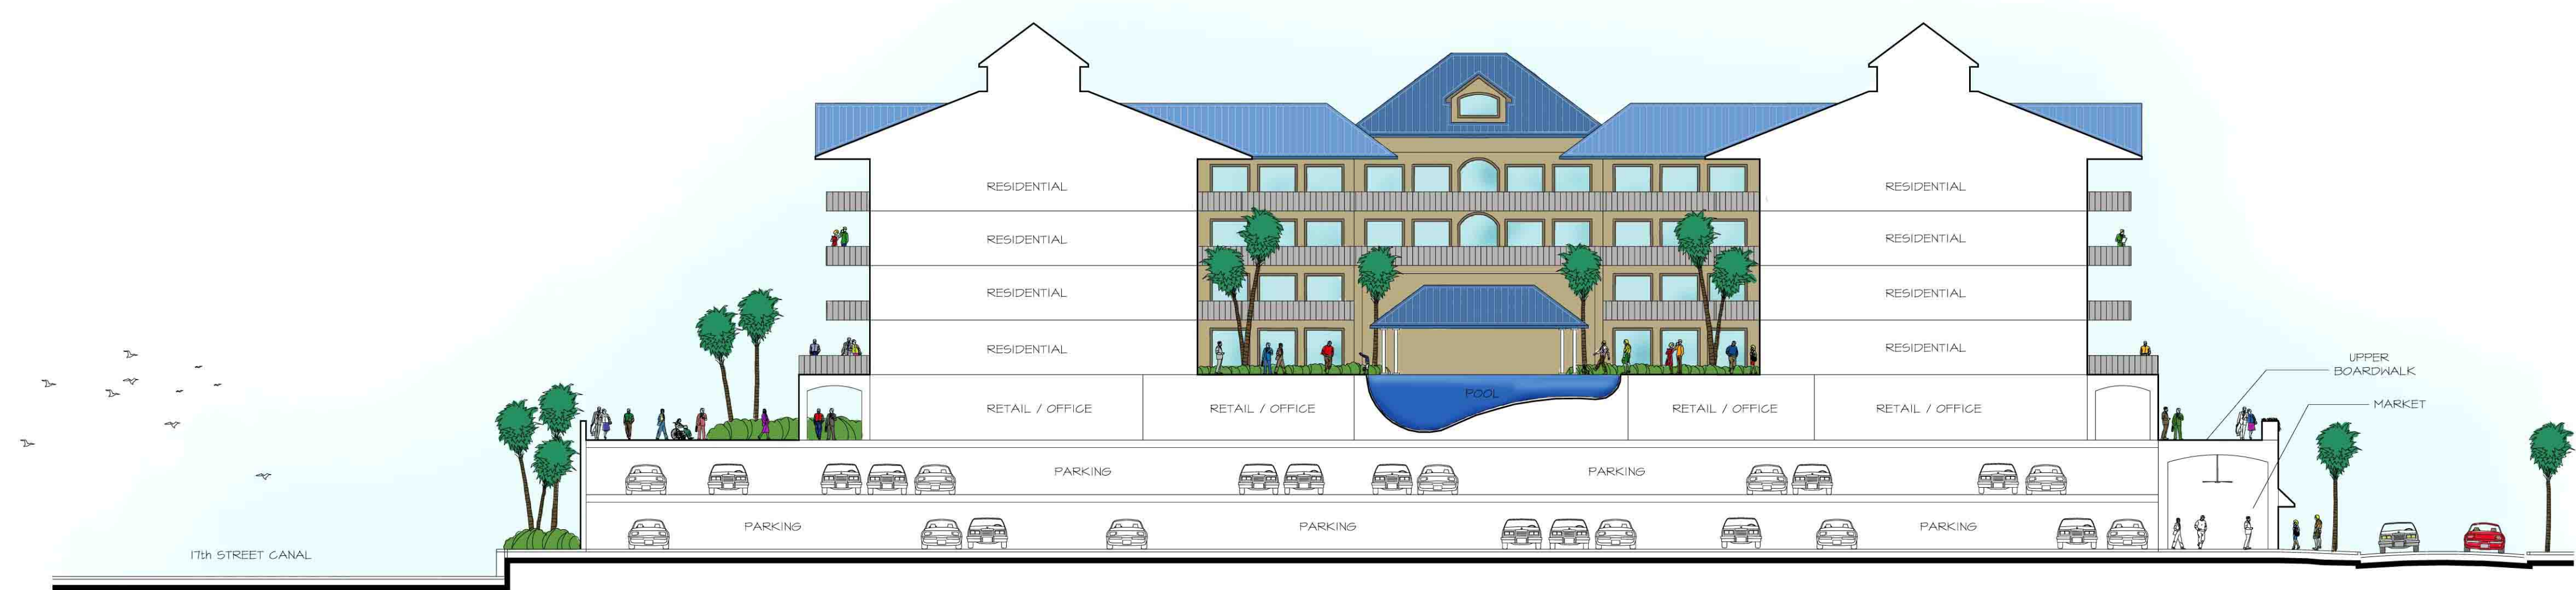 RESIDENTIAL RESIDENTIAL
RESIDENTIAL RESIDENTIAL
RESIDENTIAL RESIDENTIAL
RESIDENTIAL RESIDENTIAL
UPPER
BOARDWALK
POOL
MARKET
RETAIL / OFFICE RETAIL / OFFICE RETAIL / OFFICE RETAIL / OFFICE
PARKING PARKING
PARKING PARKING PARKING
17th STREET CANAL